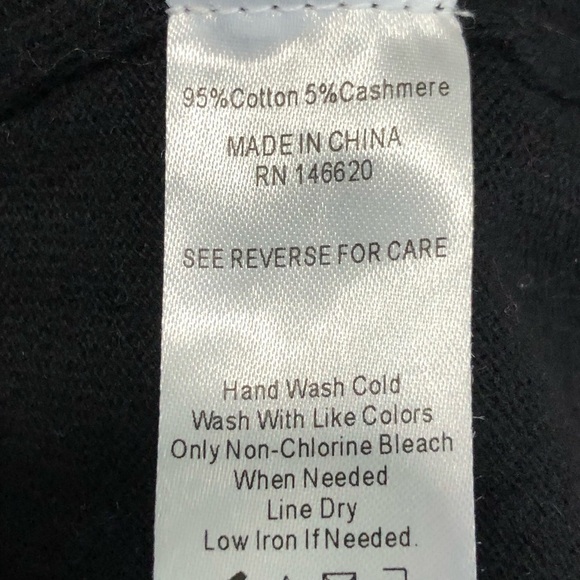 95%Cotton 5%Cashmere
MADE IN CHINA
RN 146620
SEE REVERSE FOR CARE
Hand Wash Cold
Wash With Like Colors
Only Non-Chlorine Bleach
When Needed
Line Dry
Low Iron If Needed.